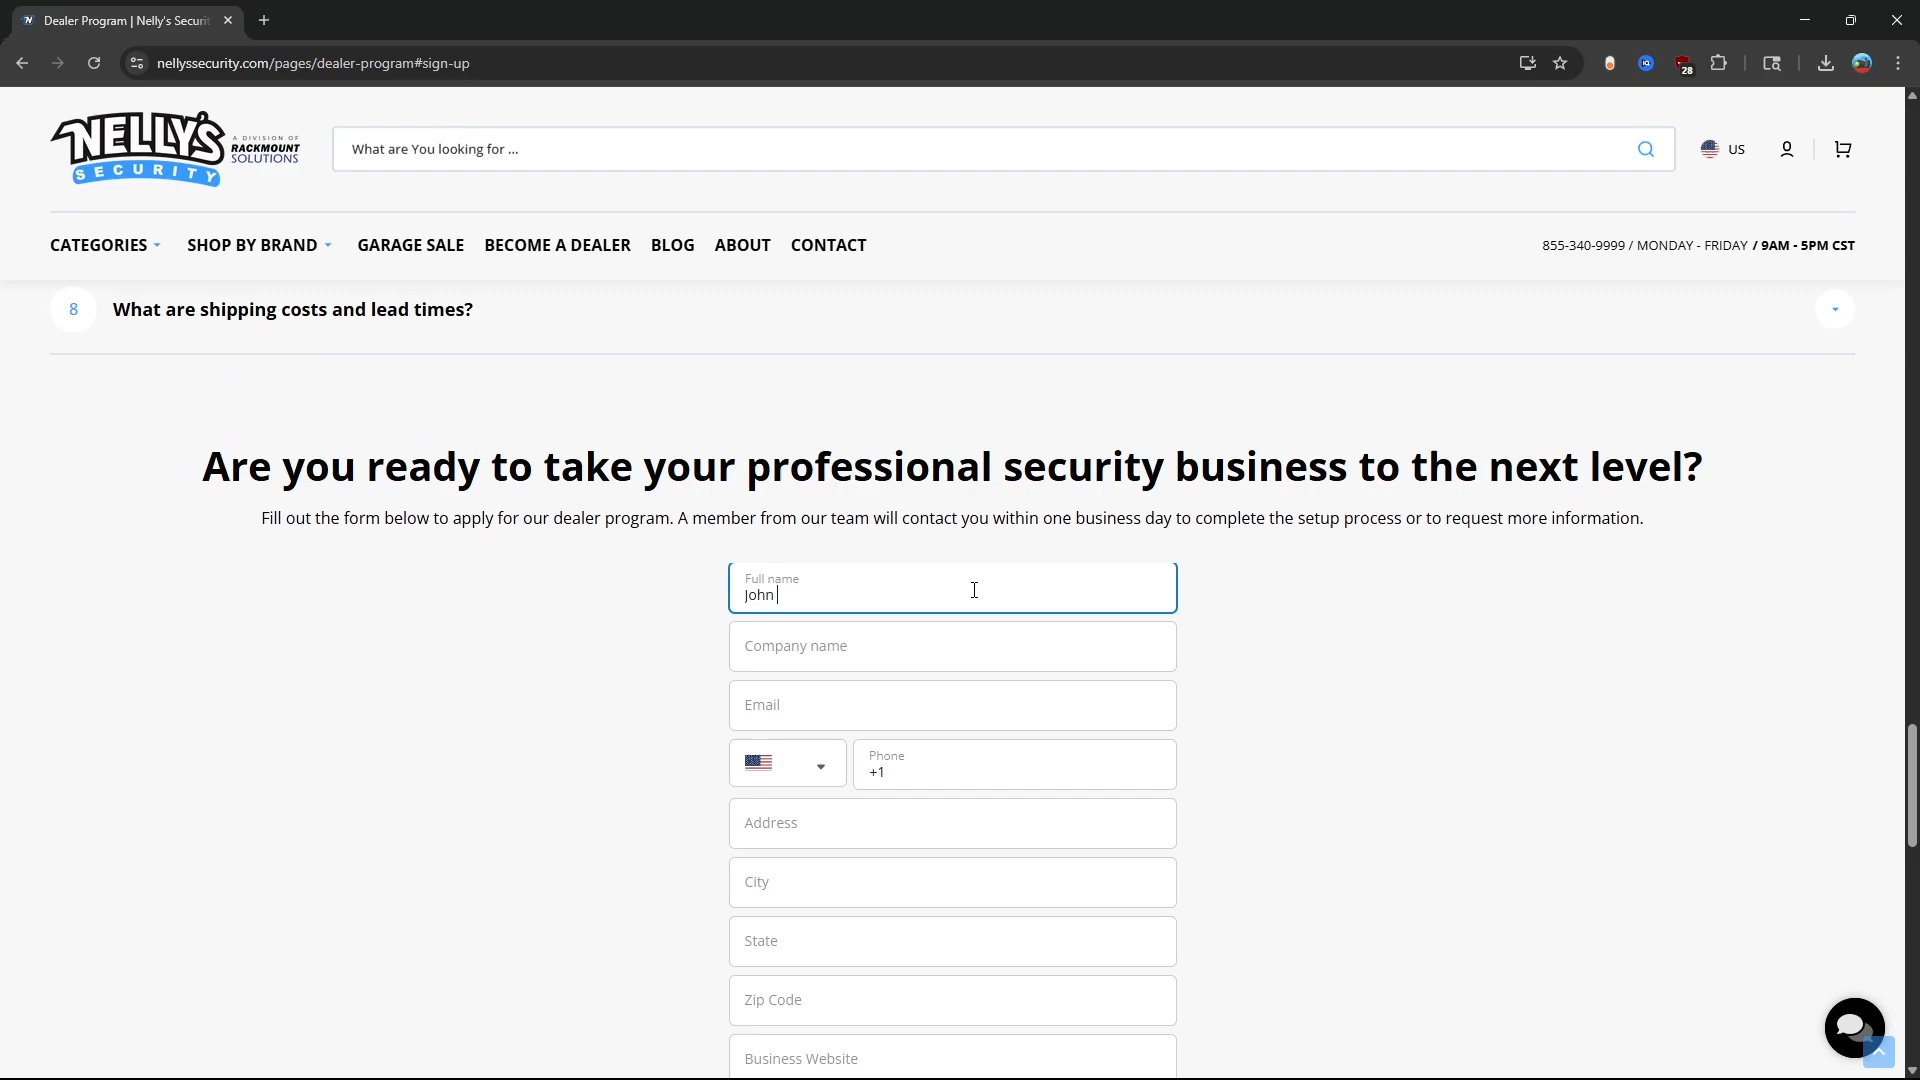 Dealer Program | Nelly's Securit
nellyssecurity.com/pages/dealer-program#sign-up
28
NELLY'S
SECURITY
A DIVISION OF
RACKMOUNT
SOLUTIONS
What are You looking for ...
US
CATEGORIES
SHOP BY BRAND
GARAGE SALE
BECOME A DEALER
BLOG
ABOUT
CONTACT
855-340-9999 / MONDAY - FRIDAY / 9AM - 5PM CST
8
What are shipping costs and lead times?
Are you ready to take your professional security business to the next level?
Fill out the form below to apply for our dealer program. A member from our team will contact you within one business day to complete the setup process or to request more information.
Full name
John
Company name
Email
Phone
+1
Address
City
State
Zip Code
Business Website